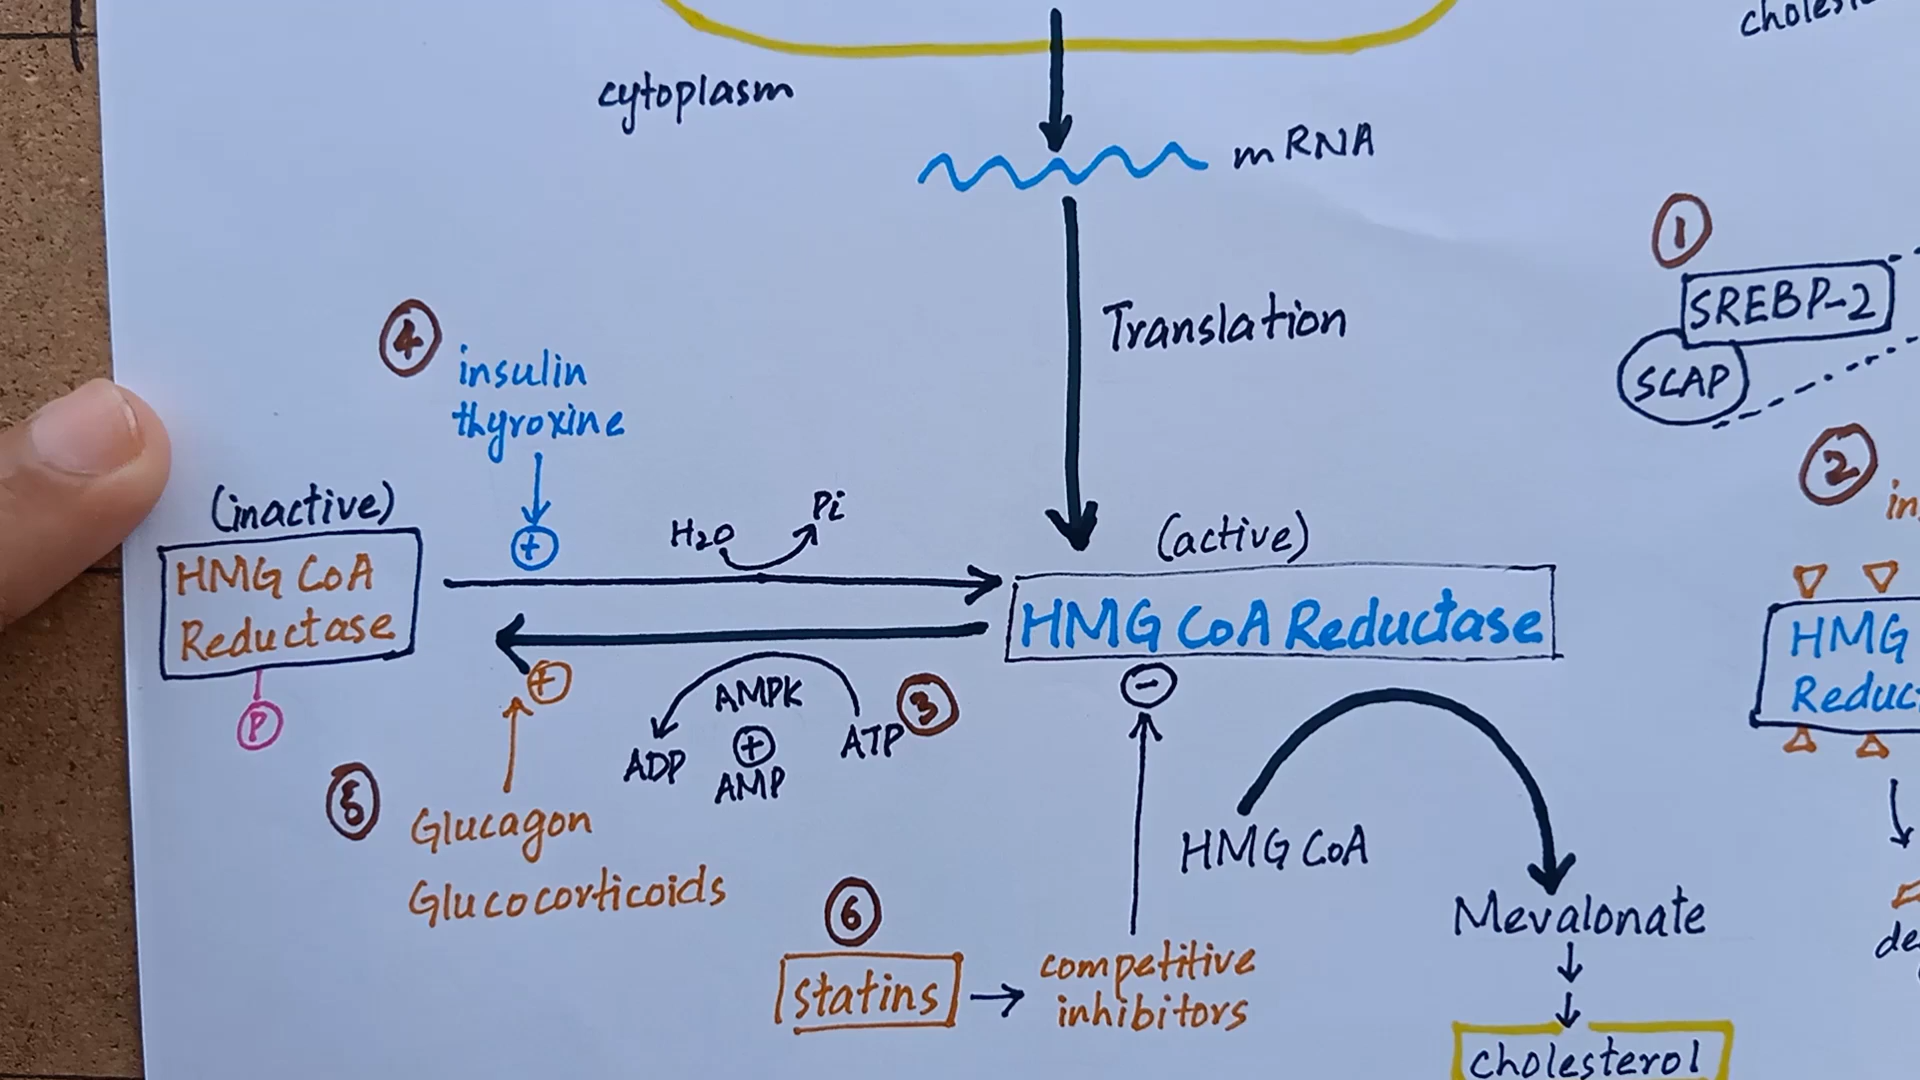 cytoplasm
mRNA
Translation
1
SREBP-2
SCAP
4
insulin
thyroxine
+
(inactive)
HMG CoA
Reductase
P
H2O
Pi
(active)
HMG CoA Reductase
+
AMPK
+
AMP
ADP
ATP
3
5
Glucagon
Glucocorticoids
-
HMG CoA
Mevalonate
cholesterol
6
statins
competitive
inhibitors
2
HMG